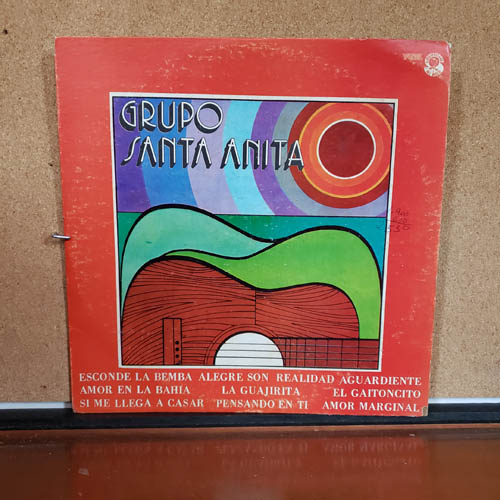 GRUPO
SANTA ANITA
ESCONDE LA BEMBA ALEGRE SON REALIDAD AGUARDIENTE
AMOR EN LA BAHIA LA GUAJIRITA EL GAITONCITO
SI ME LLEGA A CASAR PENSANDO EN TI AMOR MARGINAL